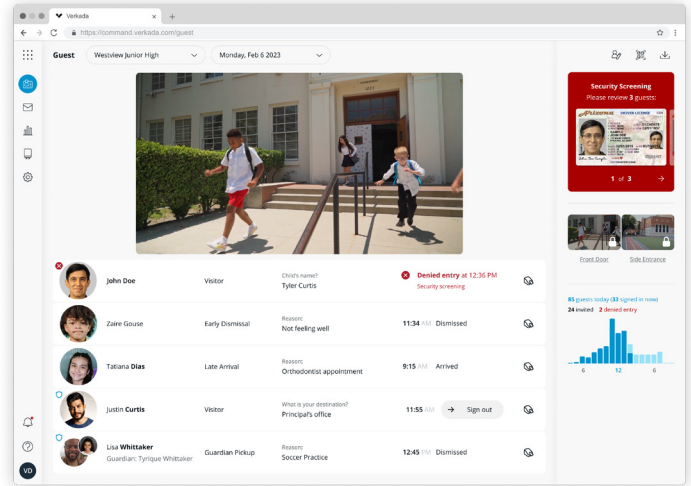 Verkada
https://command.verkada.com/guest
Guest
Westview Junior High
Monday, Feb 6 2023
Security Screening
Please review 3 guests:
DRIVER LICENSE
1 of 3
Front Door
Side Entrance
85 guests today (33 signed in now)
24 invited 2 denied entry
6 12 6
John Doe
Visitor
Child's name?
Tyler Curtis
Denied entry at 12:36 PM
Security screening
Zaire Gouse
Early Dismissal
Reason:
Not feeling well
11:34 AM Dismissed
Tatiana Dias
Late Arrival
Reason:
Orthodontist appointment
9:15 AM Arrived
Justin Curtis
Visitor
What is your destination?
Principal's office
11:55 AM
Sign out
Lisa Whittaker
Guardian: Tyrique Whittaker
Guardian Pickup
Reason:
Soccer Practice
12:45 PM Dismissed
VD